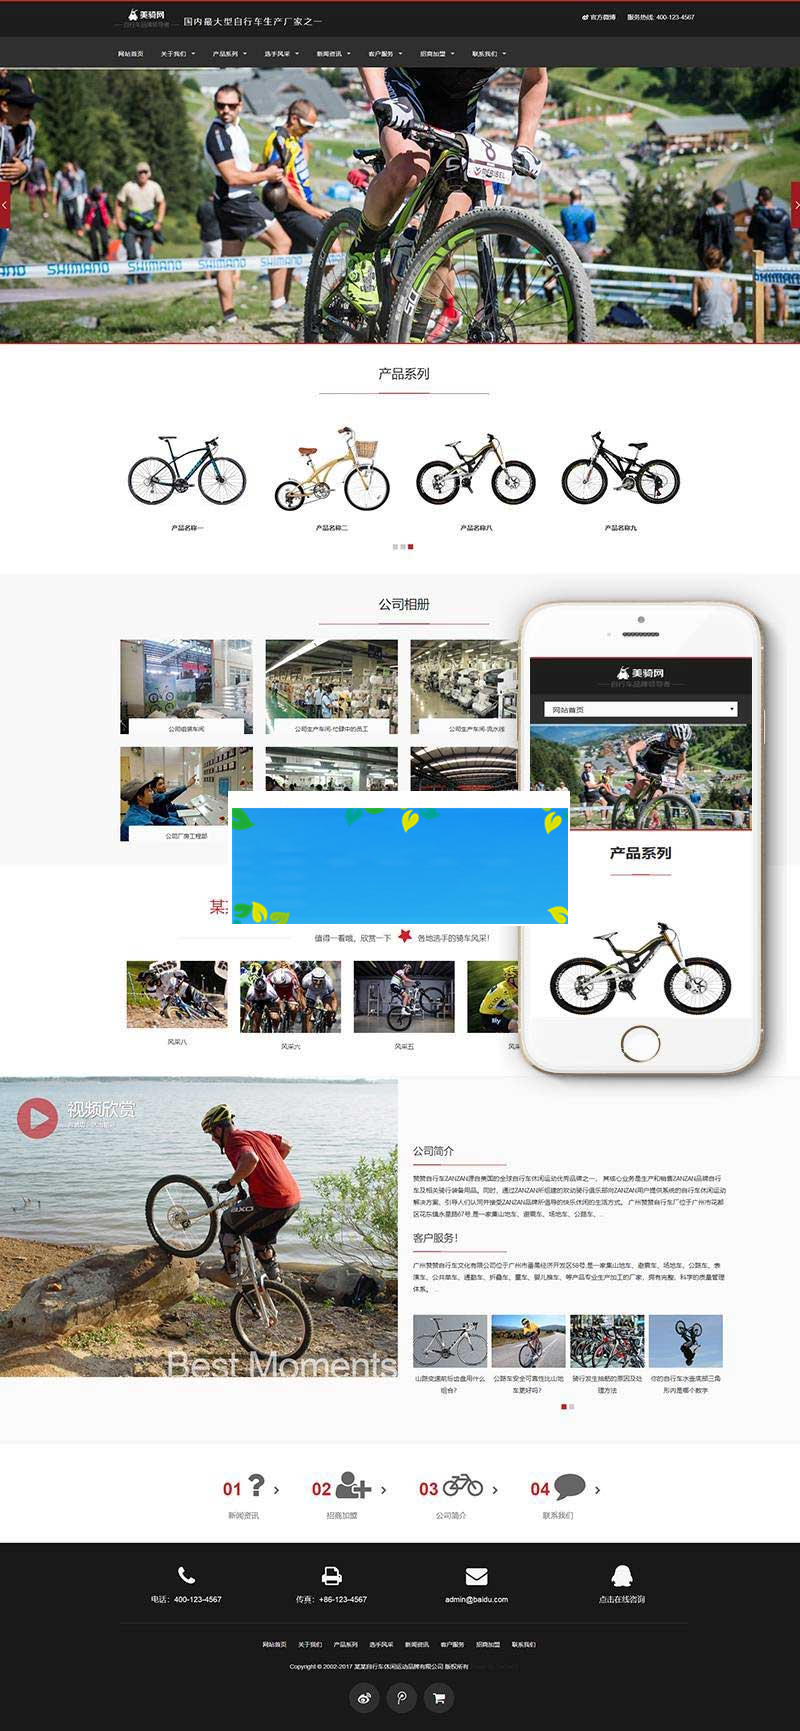 美骑网
自行车品牌领导者
国内最大型自行车生产厂家之一
官方微博 服务热线: 400-123-4567
网站首页 关于我们 产品系列 选手风采 新闻资讯 客户服务 招商加盟 联系我们
8
MERIBEL
SHIMANO SHIMANO SHIMANO
产品系列
产品名称一 产品名称二 产品名称八 产品名称九
公司相册
公司组装车间 公司生产车间-忙碌中的员工 公司生产车间-流水线
公司厂房工程部
美骑网
自行车品牌领导者
网站首页
产品系列
某
值得一看哦，欣赏一下 各地选手的骑车风采！
风采八 风采六 风采五 风采
视频欣赏
Best Moments
公司简介
赞赞自行车ZANZAN源自美国的全球自行车休闲运动优秀品牌之一， 其核心业务是生产和销售ZANZAN品牌自行
车及相关骑行装备用品。同时，通过ZANZAN所组建的欢动骑行俱乐部向ZANZAN用户提供系统的自行车休闲运动
解决方案，引导人们认同并接受ZANZAN品牌所倡导的快乐休闲的生活方式。 广州赞赞自行车厂位于广州市花都
区花东镇永星路67号,是一家集山地车、避震车、场地车、公路车、...
客户服务！
广州赞赞自行车文化有限公司位于广州市番禺经济开发区58号,是一家集山地车、避震车、场地车、公路车、表
演车、公共单车、通勤车、折叠车、童车、婴儿推车、等产品专业生产加工的厂家，拥有完整、科学的质量管理
体系。 ...
山路变速前后齿盘用什么
组合?
公路车安全可靠性比山地
车更好吗?
骑行发生抽筋的原因及处
理方法
你的自行车水壶底部三角
形内是哪个数字
01 02 03 04
新闻资讯 招商加盟 公司简介 联系我们
电话：400-123-4567 传真：+86-123-4567 admin@baidu.com 点击在线咨询
网站首页 关于我们 产品系列 选手风采 新闻资讯 客户服务 招商加盟 联系我们
Copyright © 2002-2017 某某自行车休闲运动品牌有限公司 版权所有